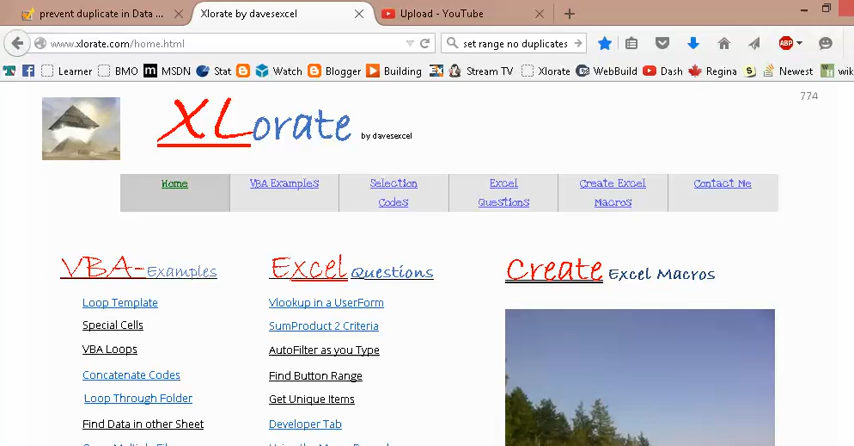 prevent duplicate in Data ...
Xlorate by davesexcel
Upload - YouTube
www.xlorate.com/home.html
set range no duplicates
ABP
Learner
BMO
MSDN
Stat
Watch
Blogger
Building
Stream TV
Xlorate
WebBuild
Dash
Regina
Newest
wik
774
XLorate by davesexcel
Home
VBA Examples
Selection Codes
Excel Questions
Create Excel Macros
Contact Me
VBA-Examples
Loop Template
Special Cells
VBA Loops
Concatenate Codes
Loop Through Folder
Find Data in other Sheet
Excel Questions
Vlookup in a UserForm
SumProduct 2 Criteria
AutoFilter as you Type
Find Button Range
Get Unique Items
Developer Tab
Create Excel Macros